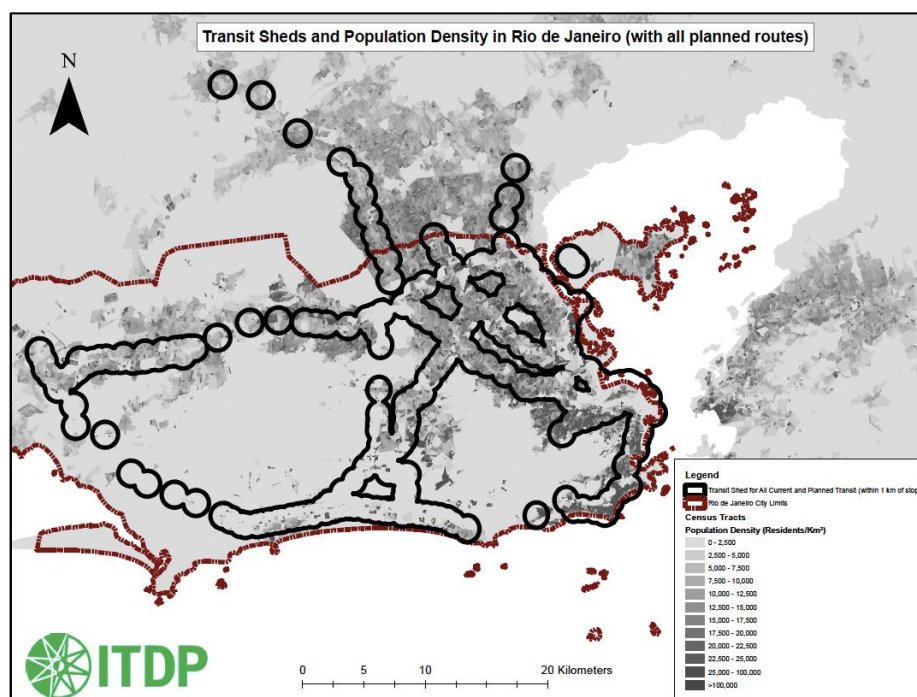 Transit Sheds and Population Density in Rio de Janeiro (with all planned routes)
N
Legend
Transit Shed for All Current and Planned Transit (within 1 km of stop
Rio de Janeiro City Limits
Census Tracts
Population Density (Residents/Km²)
0 - 2,500
2,500 - 5,000
5,000 - 7,500
7,500 - 10,000
10,000 - 12,500
12,500 - 15,000
15,000 - 17,500
17,500 - 20,000
20,000 - 22,500
22,500 - 25,000
25,000 - 100,000
>100,000
ITDP
0 5 10 20 Kilometers